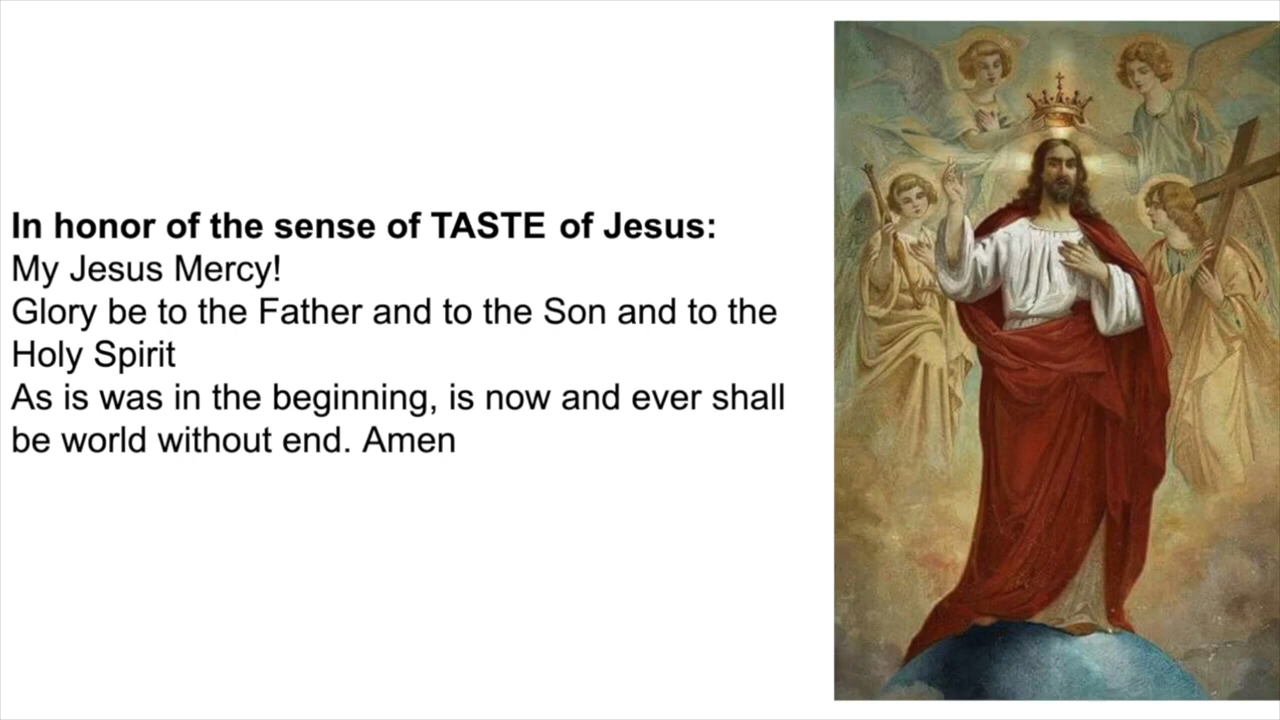 In honor of the sense of TASTE of Jesus:
My Jesus Mercy!
Glory be to the Father and to the Son and to the
Holy Spirit
As is was in the beginning, is now and ever shall
be world without end. Amen